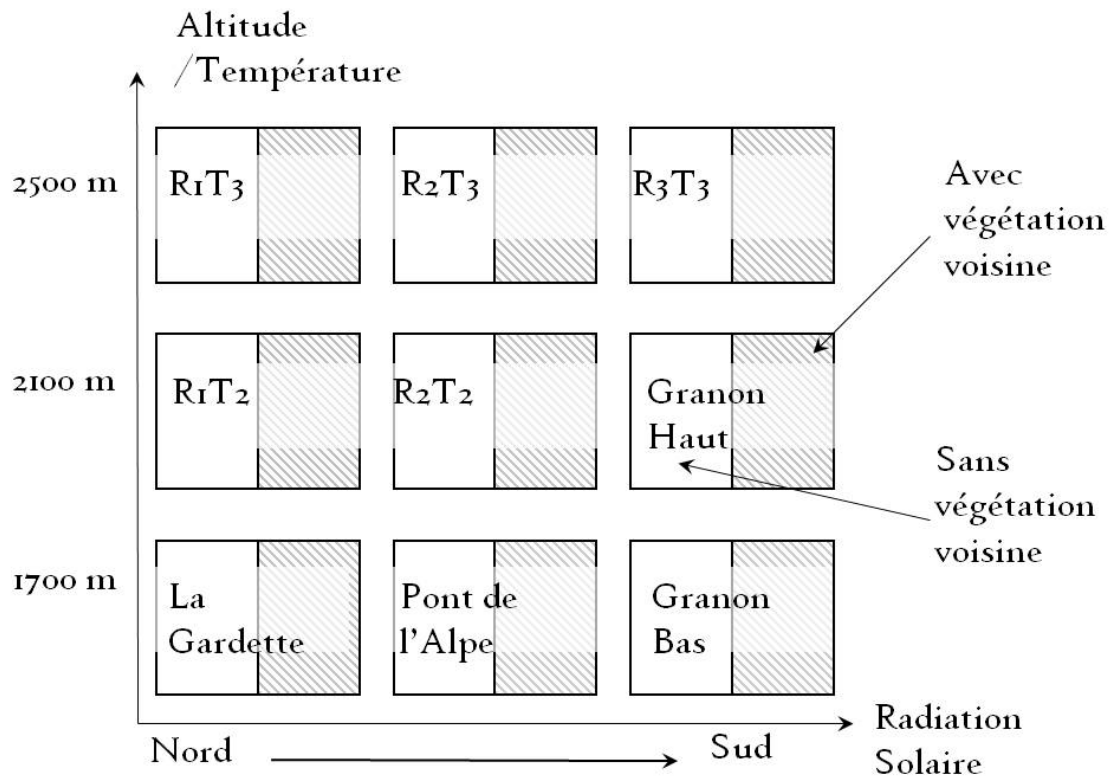 Altitude
/Température
2500 m
R1T3
R2T3
R3T3
Avec
végétation
voisine
2100 m
R1T2
R2T2
Granon
Haut
Sans
végétation
voisine
1700 m
La
Gardette
Pont de
l'Alpe
Granon
Bas
Nord
Sud
Radiation
Solaire